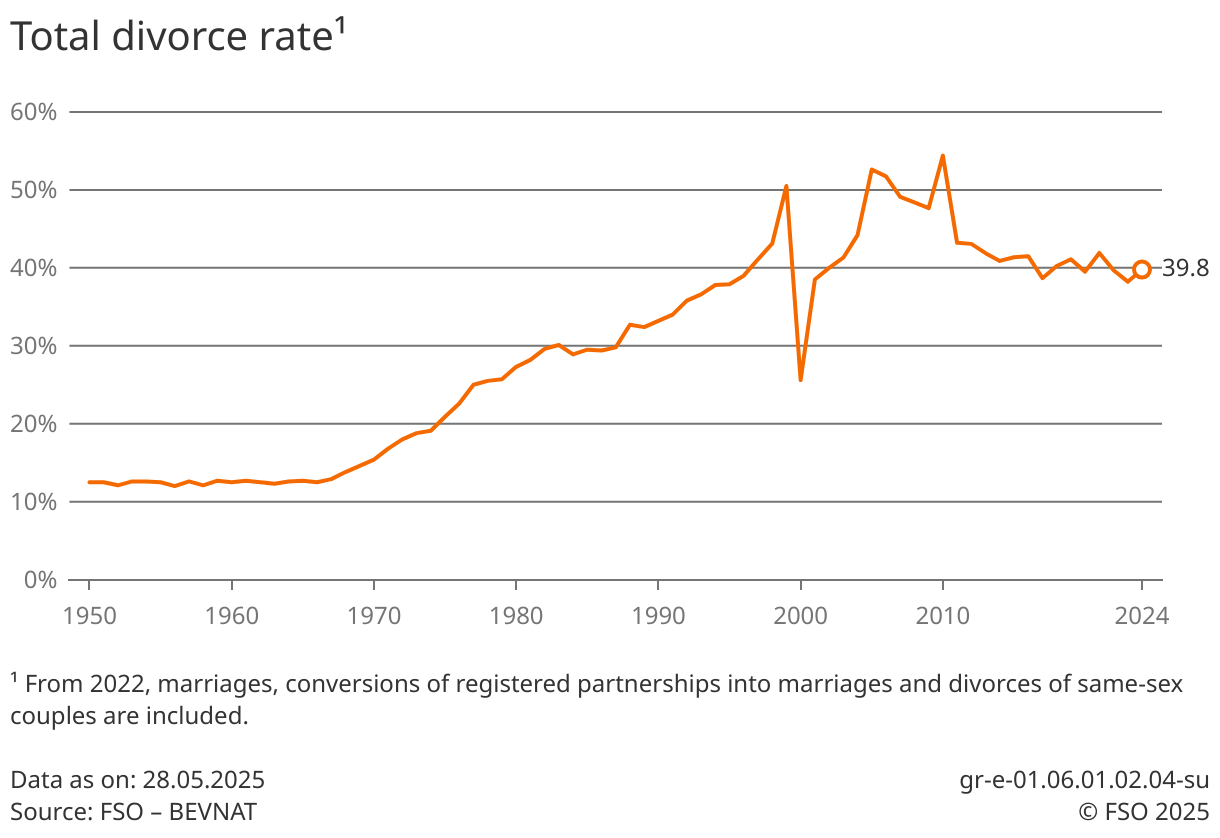 Total divorce rate¹
60%
50%
40%
39.8
30%
20%
10%
0%
1950 1960 1970 1980 1990 2000 2010 2024
¹ From 2022, marriages, conversions of registered partnerships into marriages and divorces of same-sex
couples are included.
Data as on: 28.05.2025 gr-e-01.06.01.02.04-su
Source: FSO – BEVNAT © FSO 2025